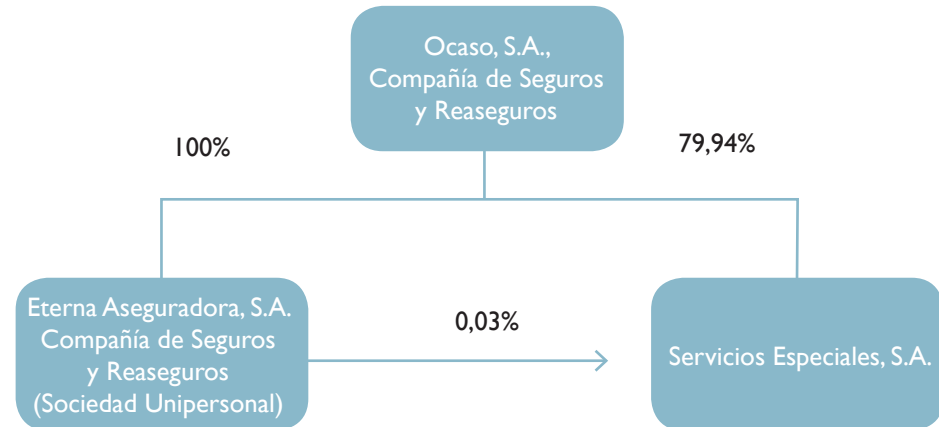 Ocaso, S.A.,
Compañía de Seguros
y Reaseguros
100%
79,94%
Eterna Aseguradora, S.A.
Compañía de Seguros
y Reaseguros
(Sociedad Unipersonal)
0,03%
Servicios Especiales, S.A.